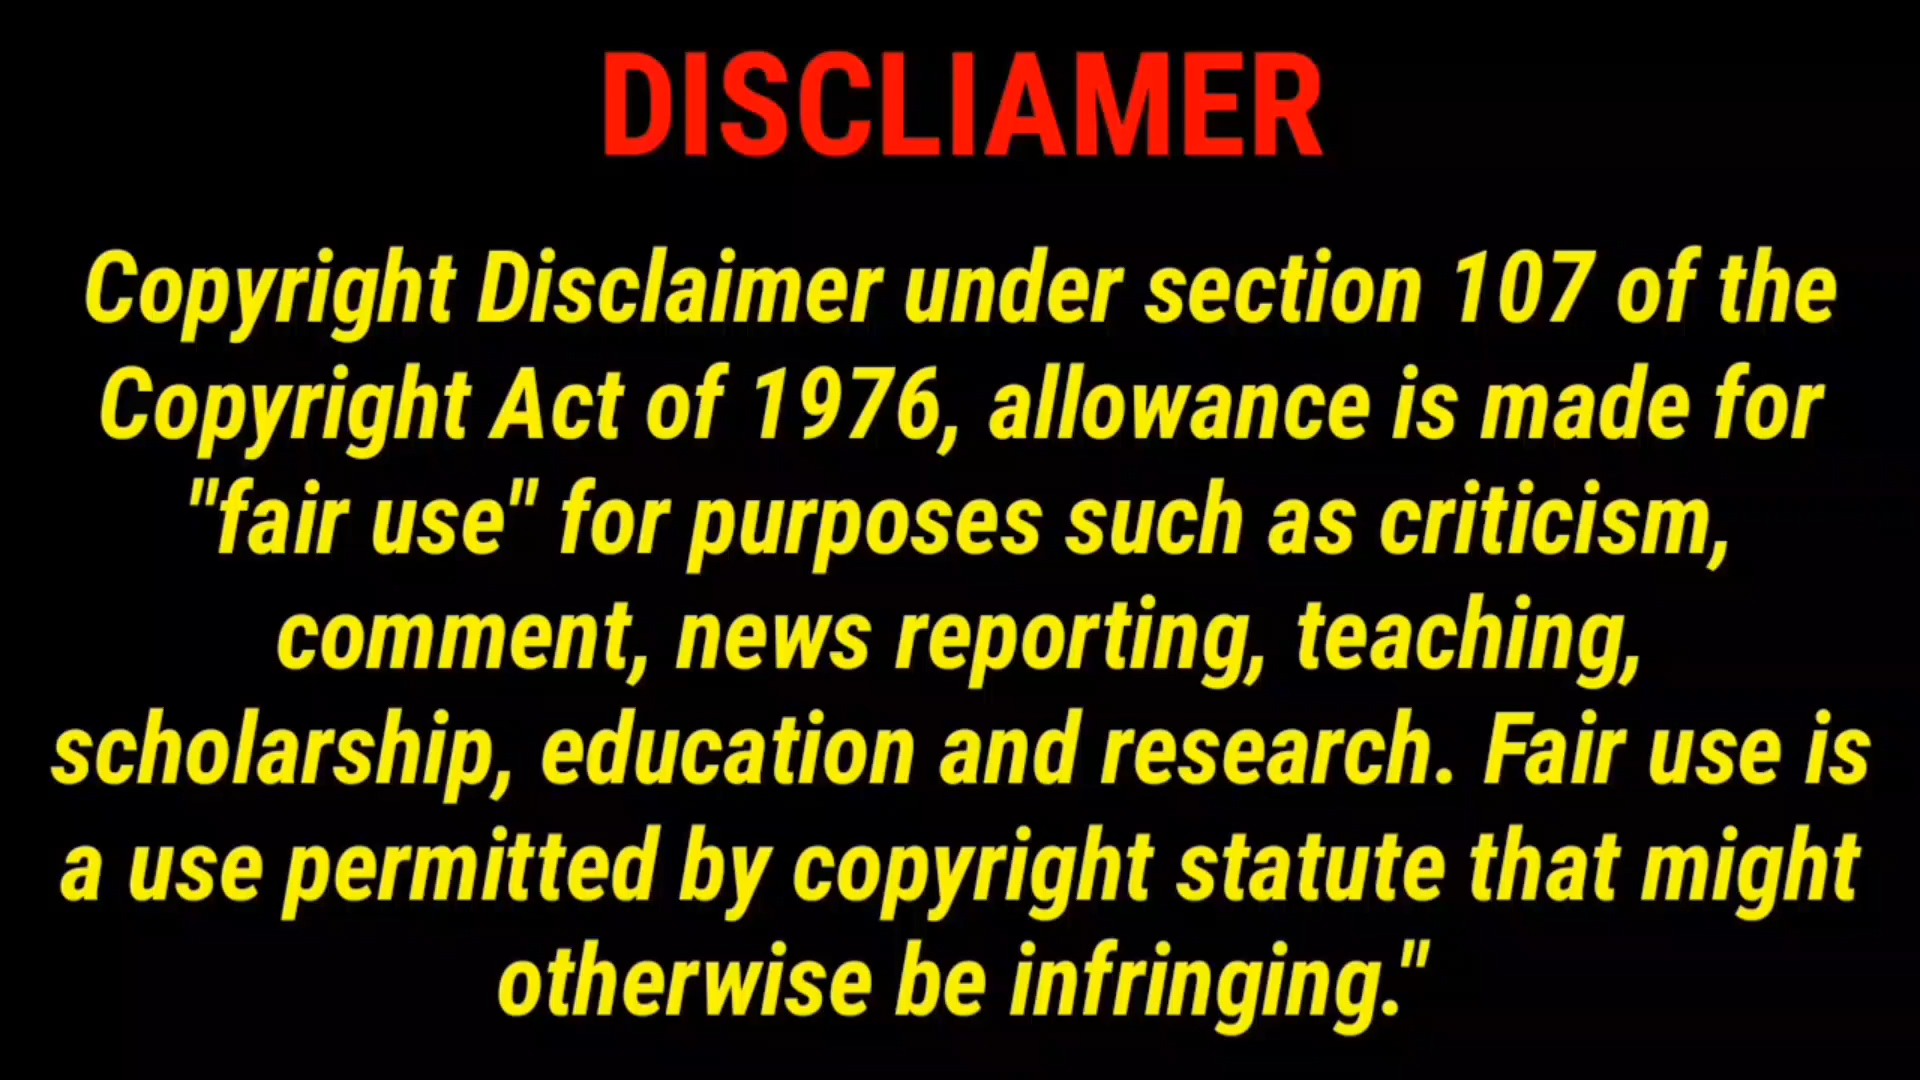 DISCLIAMER
Copyright Disclaimer under section 107 of the
Copyright Act of 1976, allowance is made for
"fair use" for purposes such as criticism,
comment, news reporting, teaching,
scholarship, education and research. Fair use is
a use permitted by copyright statute that might
otherwise be infringing."